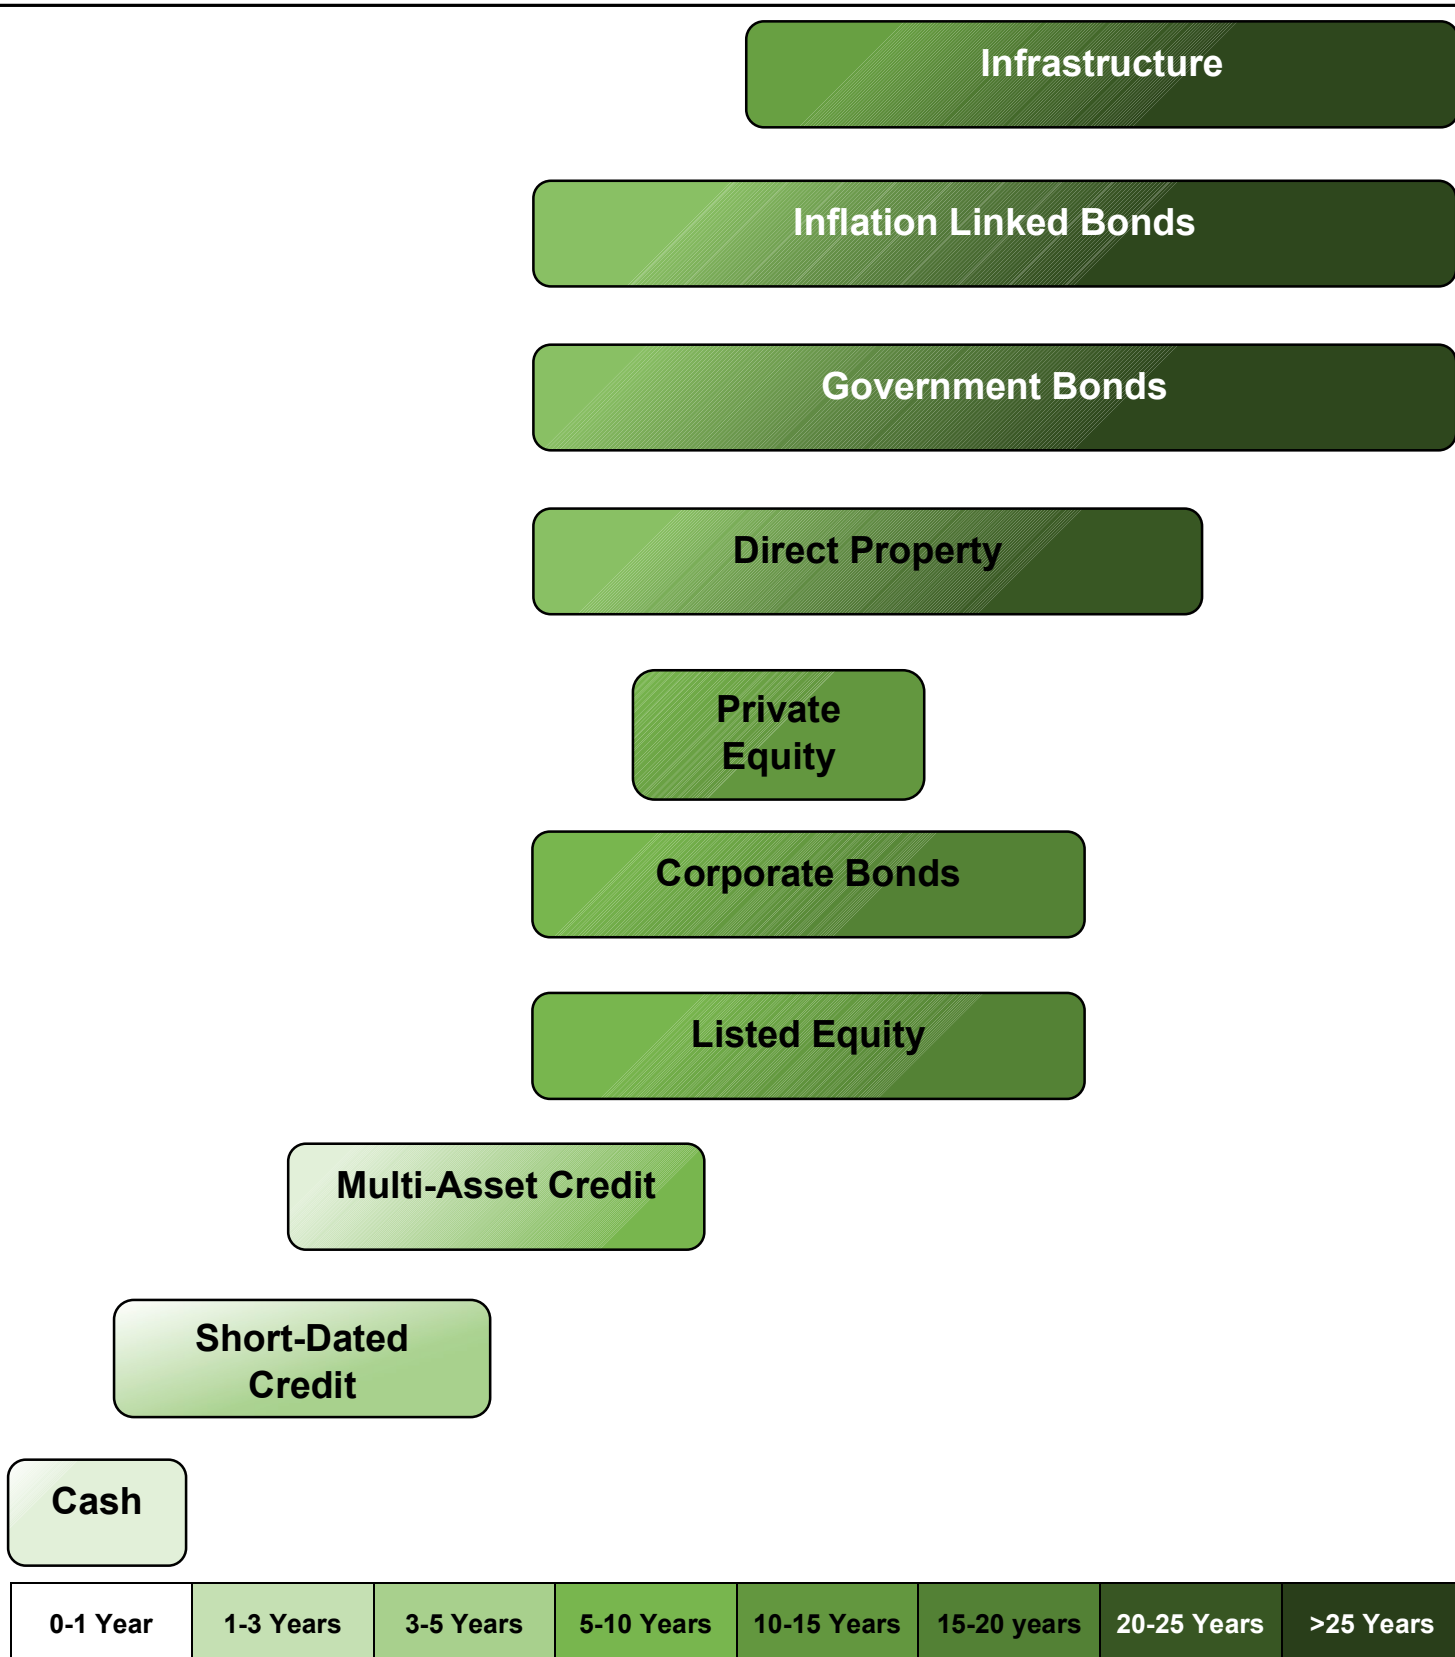 Infrastructure
Inflation Linked Bonds
Government Bonds
Direct Property
Private
Equity
Corporate Bonds
Listed Equity
Multi-Asset Credit
Short-Dated
Credit
Cash
0-1 Year
1-3 Years
3-5 Years
5-10 Years
10-15 Years
15-20 years
20-25 Years
>25 Years